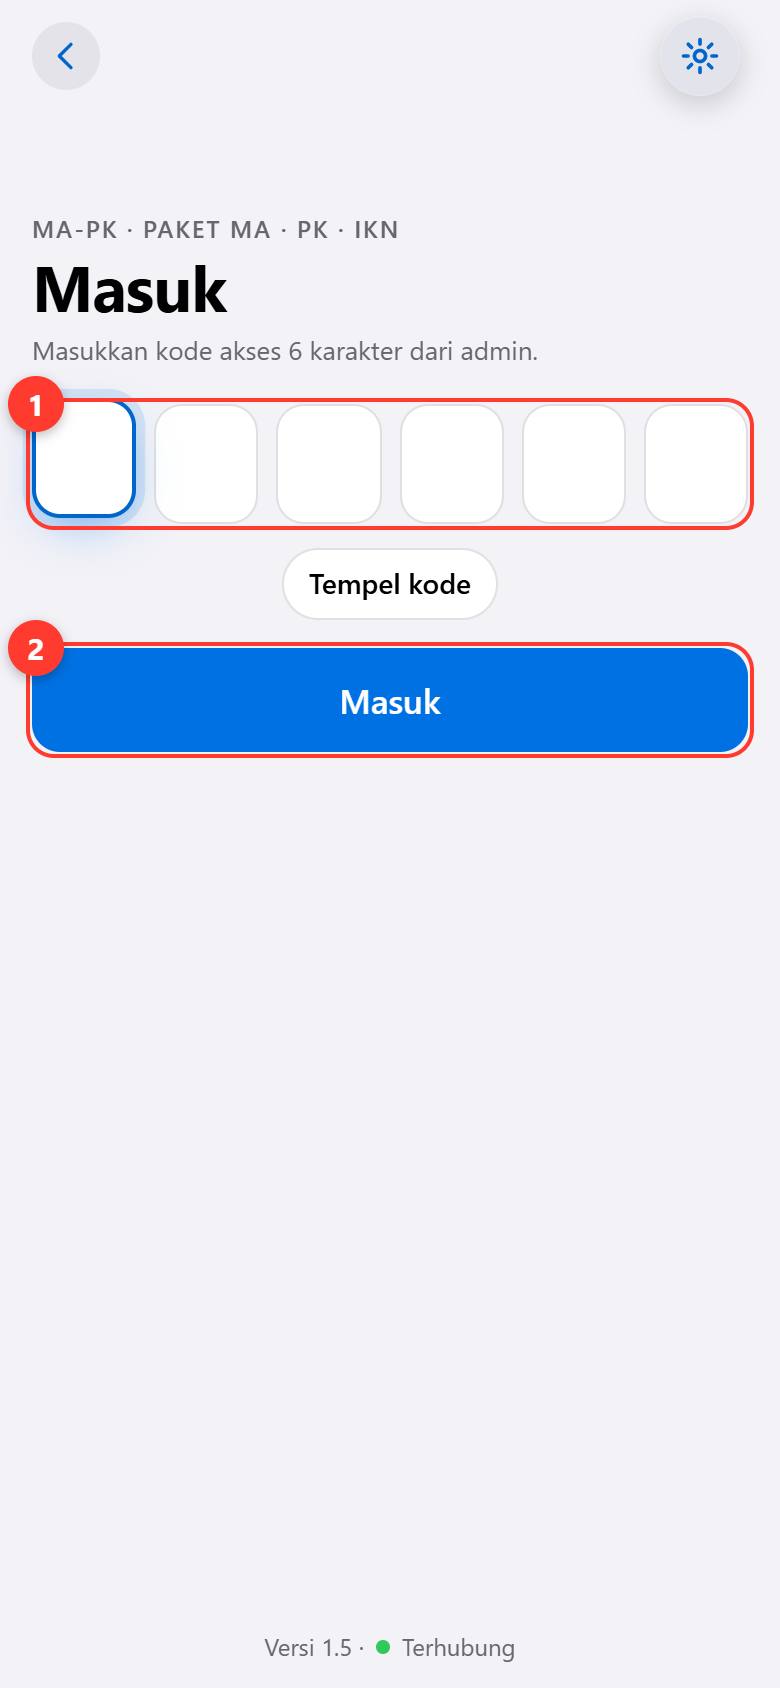 MA-PK · PAKET MA · PK · IKN
Masuk
Masukkan kode akses 6 karakter dari admin.
1
Tempel kode
2
Masuk
Versi 1.5 · Terhubung